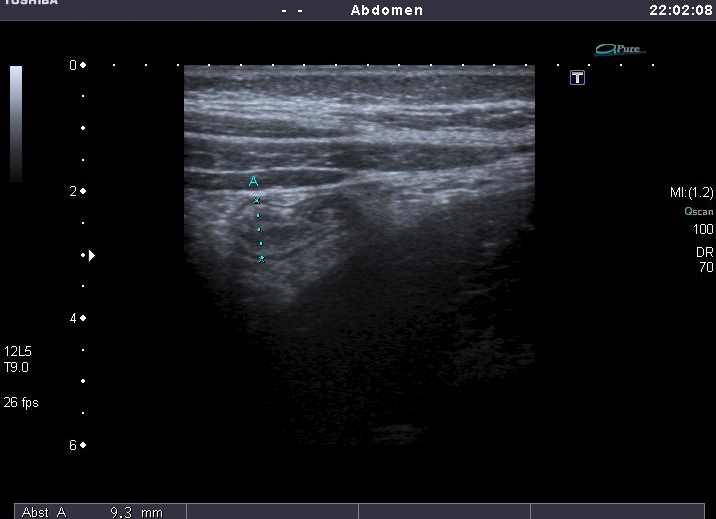 TOSHIBA
- - Abdomen 22:02:08
aPure
T
0
A
2
MI:(1.2)
Qscan
100
DR
70
4
12L5
T9.0
26 fps
6
Abst A 9.3 mm